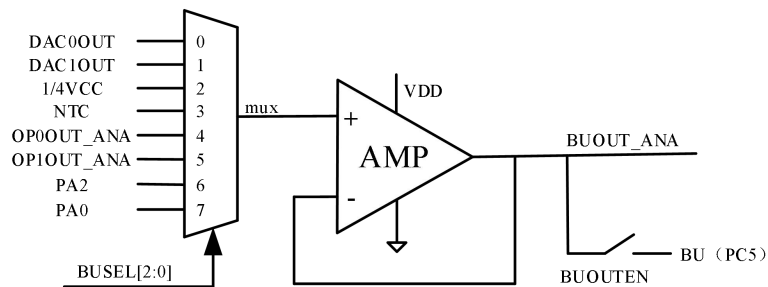 DAC0OUT 0
DAC1OUT 1
1/4VCC 2
NTC 3
OP0OUT_ANA 4
OP1OUT_ANA 5
PA2 6
PA0 7
mux
BUSEL[2:0]
VDD
+
AMP
-
BUOUT_ANA
BU（PC5）
BUOUTEN